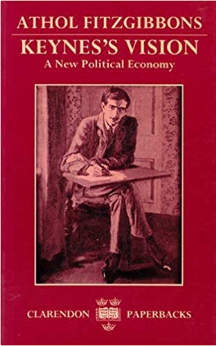 ATHOL FITZGIBBONS
KEYNES'S VISION
A New Political Economy
CLARENDON PAPERBACKS